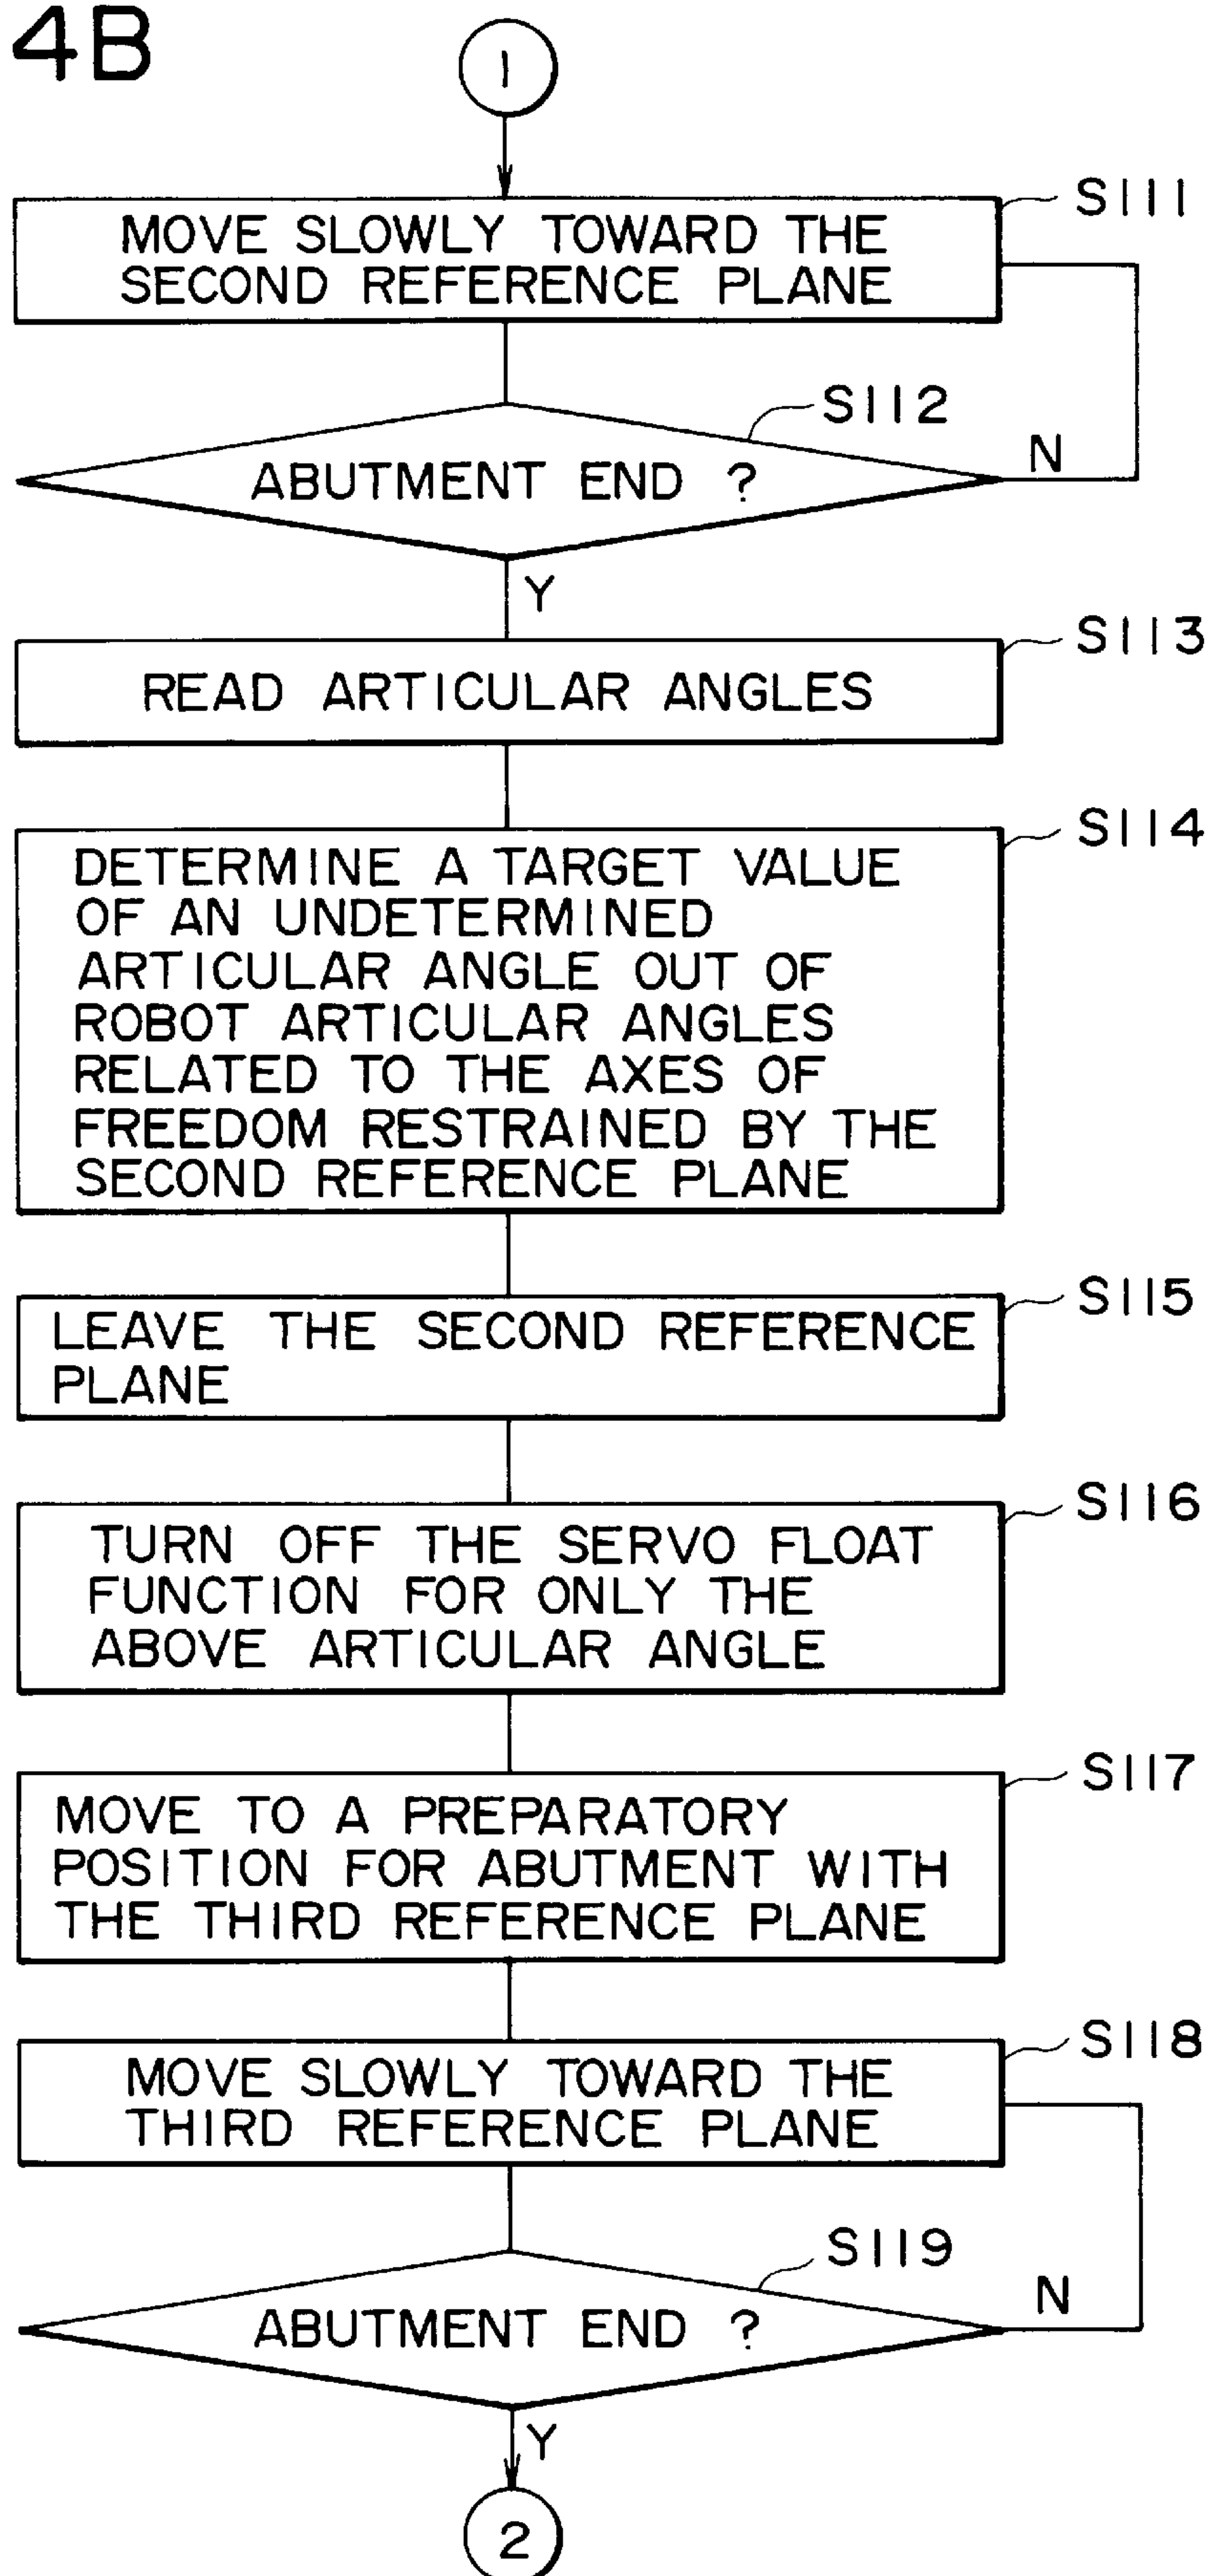 4B
1
S111
MOVE SLOWLY TOWARD THE
SECOND REFERENCE PLANE
S112
ABUTMENT END ?
N
Y
S113
READ ARTICULAR ANGLES
S114
DETERMINE A TARGET VALUE
OF AN UNDETERMINED
ARTICULAR ANGLE OUT OF
ROBOT ARTICULAR ANGLES
RELATED TO THE AXES OF
FREEDOM RESTRAINED BY THE
SECOND REFERENCE PLANE
S115
LEAVE THE SECOND REFERENCE
PLANE
S116
TURN OFF THE SERVO FLOAT
FUNCTION FOR ONLY THE
ABOVE ARTICULAR ANGLE
S117
MOVE TO A PREPARATORY
POSITION FOR ABUTMENT WITH
THE THIRD REFERENCE PLANE
S118
MOVE SLOWLY TOWARD THE
THIRD REFERENCE PLANE
S119
ABUTMENT END ?
N
Y
2